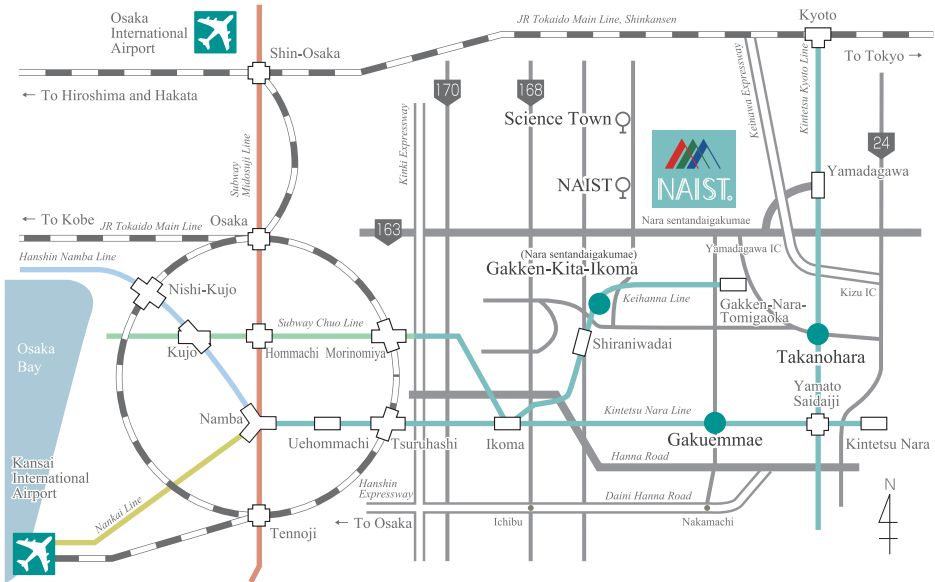 Osaka
International
Airport
JR Tokaido Main Line, Shinkansen
Kyoto
Shin-Osaka
To Tokyo →
← To Hiroshima and Hakata
170
168
Science Town
Kinki Expressway
Subway
Midosuji Line
Keinawa Expressway
Kintetsu Kyoto Line
24
NAIST
NAIST®
Yamadagawa
← To Kobe
JR Tokaido Main Line
Osaka
163
Nara sentandaigakumae
Yamadagawa IC
Hanshin Namba Line
(Nara sentandaigakumae)
Gakken-Kita-Ikoma
Nishi-Kujo
Keihanna Line
Kizu IC
Gakken-Nara-
Tomigaoka
Subway Chuo Line
Osaka
Bay
Kujo
Hommachi
Morinomiya
Shiraniwadai
Takanohara
Yamato
Saidaiji
Namba
Kintetsu Nara Line
Uehommachi
Tsuruhashi
Ikoma
Gakuemmae
Kintetsu Nara
Hanna Road
Kansai
International
Airport
Hanshin
Expressway
Daini Hanna Road
Nankai Line
N
← To Osaka
Ichibu
Nakamachi
Tennoji